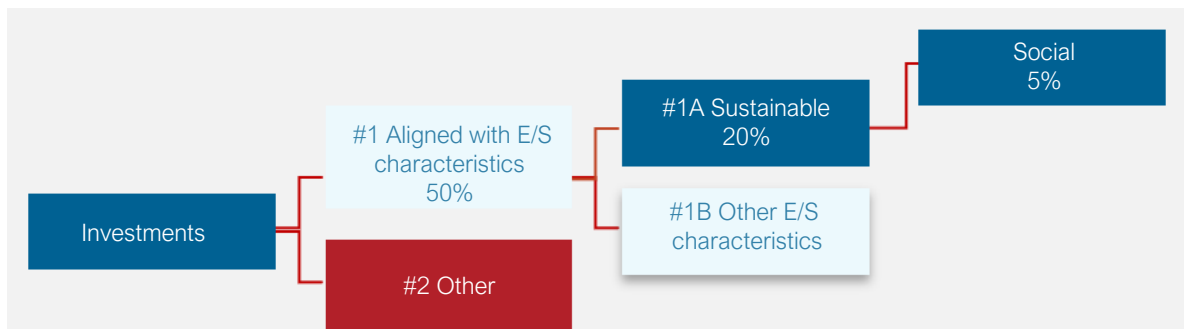 Social
5%
#1A Sustainable
20%
#1 Aligned with E/S
characteristics
50%
#1B Other E/S
characteristics
Investments
#2 Other